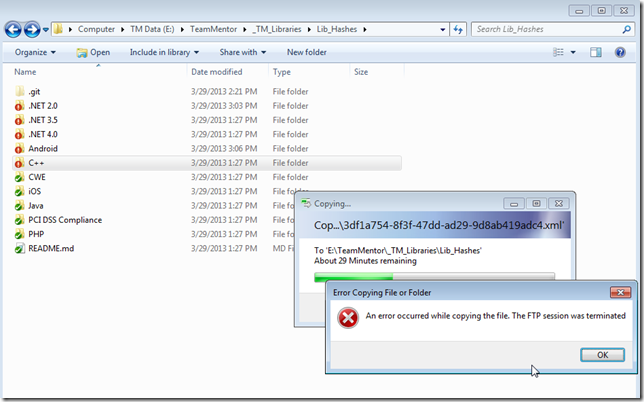 Computer ▸ TM Data (E:) ▸ TeamMentor ▸ _TM_Libraries ▸ Lib_Hashes ▸
Search Lib_Hashes
Organize Open Include in library Share with New folder
Name Date modified Type Size
.git 3/29/2013 2:21 PM File folder
.NET 2.0 3/29/2013 3:03 PM File folder
.NET 3.5 3/29/2013 1:27 PM File folder
.NET 4.0 3/29/2013 1:27 PM File folder
Android 3/29/2013 3:06 PM File folder
C++ 3/29/2013 1:27 PM File folder
CWE 3/29/2013 1:27 PM File folder
iOS 3/29/2013 1:27 PM File folder
Java 3/29/2013 1:27 PM
PCI DSS Compliance 3/29/2013 1:27 PM
PHP 3/29/2013 1:27 PM File folder
README.md 3/29/2013 1:27 PM MD Fi
Copying...
Cop...\3df1a754-8f3f-47dd-ad29-9d8ab419adc4.xml'
To 'E:\TeamMentor\_TM_Libraries\Lib_Hashes'
About 29 Minutes remaining
Error Copying File or Folder
An error occurred while copying the file. The FTP session was terminated
OK